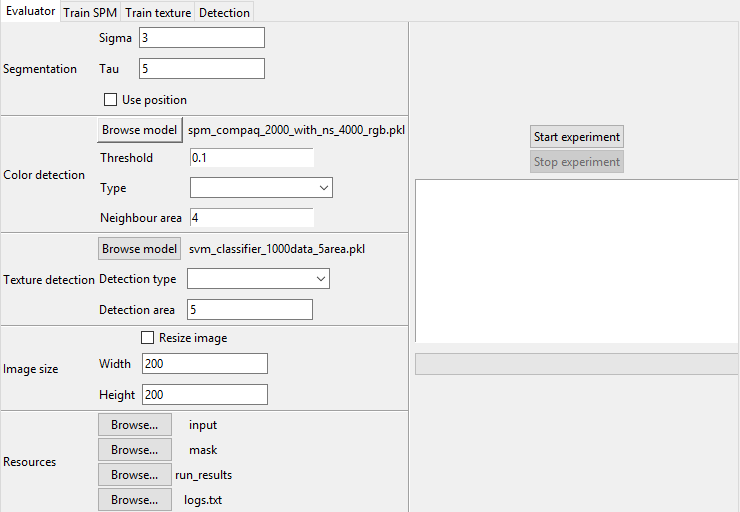 Evaluator Train SPM Train texture Detection
Sigma 3
Segmentation Tau 5
Use position
Browse model spm_compaq_2000_with_ns_4000_rgb.pkl
Threshold 0.1
Color detection
Type
Neighbour area 4
Browse model svm_classifier_1000data_5area.pkl
Texture detection Detection type
Detection area 5
Resize image
Image size Width 200
Height 200
Browse... input
Browse... mask
Resources
Browse... run_results
Browse... logs.txt
Start experiment
Stop experiment